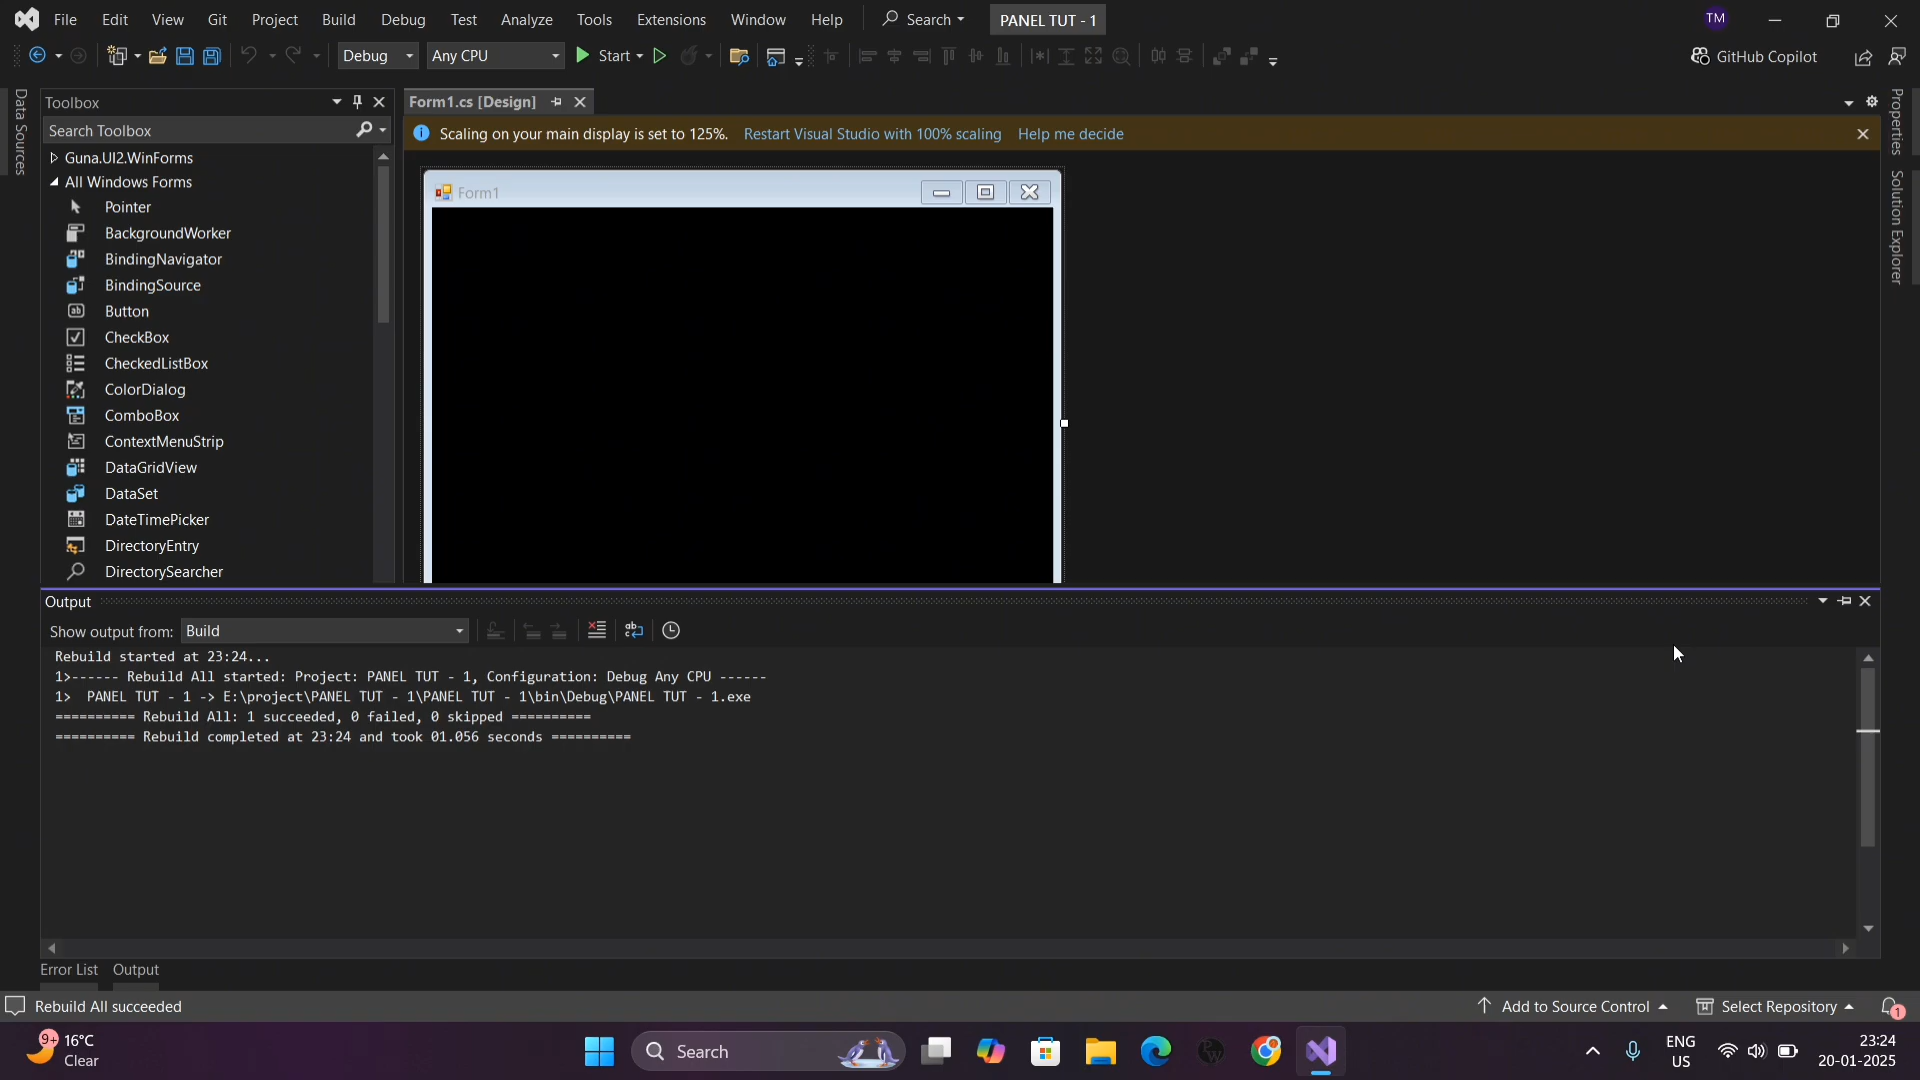 File Edit View Git Project Build Debug Test Analyze Tools Extensions Window Help Search PANEL TUT - 1 TM
Debug Any CPU Start GitHub Copilot
Data Sources
Toolbox
Search Toolbox
Guna.UI2.WinForms
All Windows Forms
Pointer
BackgroundWorker
BindingNavigator
BindingSource
Button
CheckBox
CheckedListBox
ColorDialog
ComboBox
ContextMenuStrip
DataGridView
DataSet
DateTimePicker
DirectoryEntry
DirectorySearcher
Form1.cs [Design]
Scaling on your main display is set to 125%. Restart Visual Studio with 100% scaling Help me decide
Form1
Properties
Solution Explorer
Output
Show output from: Build
Rebuild started at 23:24...
1>------ Rebuild All started: Project: PANEL TUT - 1, Configuration: Debug Any CPU ------
1>  PANEL TUT - 1 -> E:\project\PANEL TUT - 1\PANEL TUT - 1\bin\Debug\PANEL TUT - 1.exe
========== Rebuild All: 1 succeeded, 0 failed, 0 skipped ==========
========== Rebuild completed at 23:24 and took 01.056 seconds ==========
Error List Output
Rebuild All succeeded Add to Source Control Select Repository 1
9+ 16°C
Clear
Search
ENG
US
23:24
20-01-2025